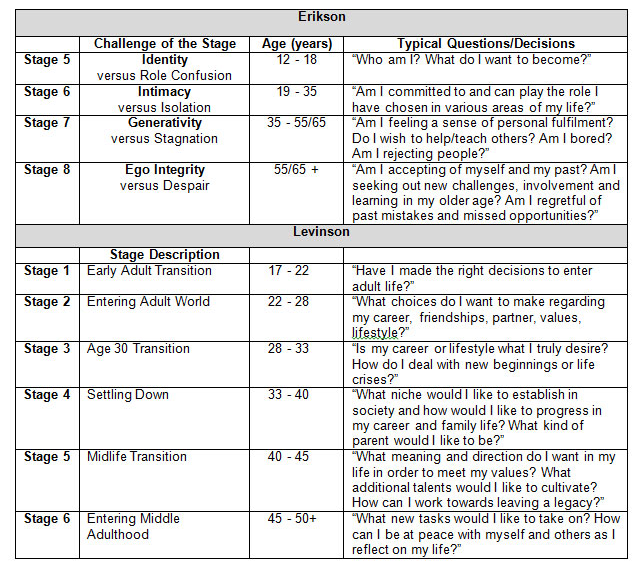 Erikson
Challenge of the Stage Age (years) Typical Questions/Decisions
Stage 5 Identity 12 - 18 “Who am I? What do I want to become?”
versus Role Confusion
Stage 6 Intimacy 19 - 35 “Am I committed to and can play the role I
versus Isolation have chosen in various areas of my life?”
Stage 7 Generativity 35 - 55/65 “Am I feeling a sense of personal fulfilment?
versus Stagnation Do I wish to help/teach others? Am I bored?
Am I rejecting people?”
Stage 8 Ego Integrity 55/65 + “Am I accepting of myself and my past? Am I
versus Despair seeking out new challenges, involvement and
learning in my older age? Am I regretful of
past mistakes and missed opportunities?”
Levinson
Stage Description
Stage 1 Early Adult Transition 17 - 22 “Have I made the right decisions to enter
adult life?”
Stage 2 Entering Adult World 22 - 28 “What choices do I want to make regarding
my career, friendships, partner, values,
lifestyle?”
Stage 3 Age 30 Transition 28 - 33 “Is my career or lifestyle what I truly desire?
How do I deal with new beginnings or life
crises?”
Stage 4 Settling Down 33 - 40 “What niche would I like to establish in
society and how would I like to progress in
my career and family life? What kind of
parent would I like to be?”
Stage 5 Midlife Transition 40 - 45 “What meaning and direction do I want in my
life in order to meet my values? What
additional talents would I like to cultivate?
How can I work towards leaving a legacy?”
Stage 6 Entering Middle 45 - 50+ “What new tasks would I like to take on? How
Adulthood can I be at peace with myself and others as I
reflect on my life?”